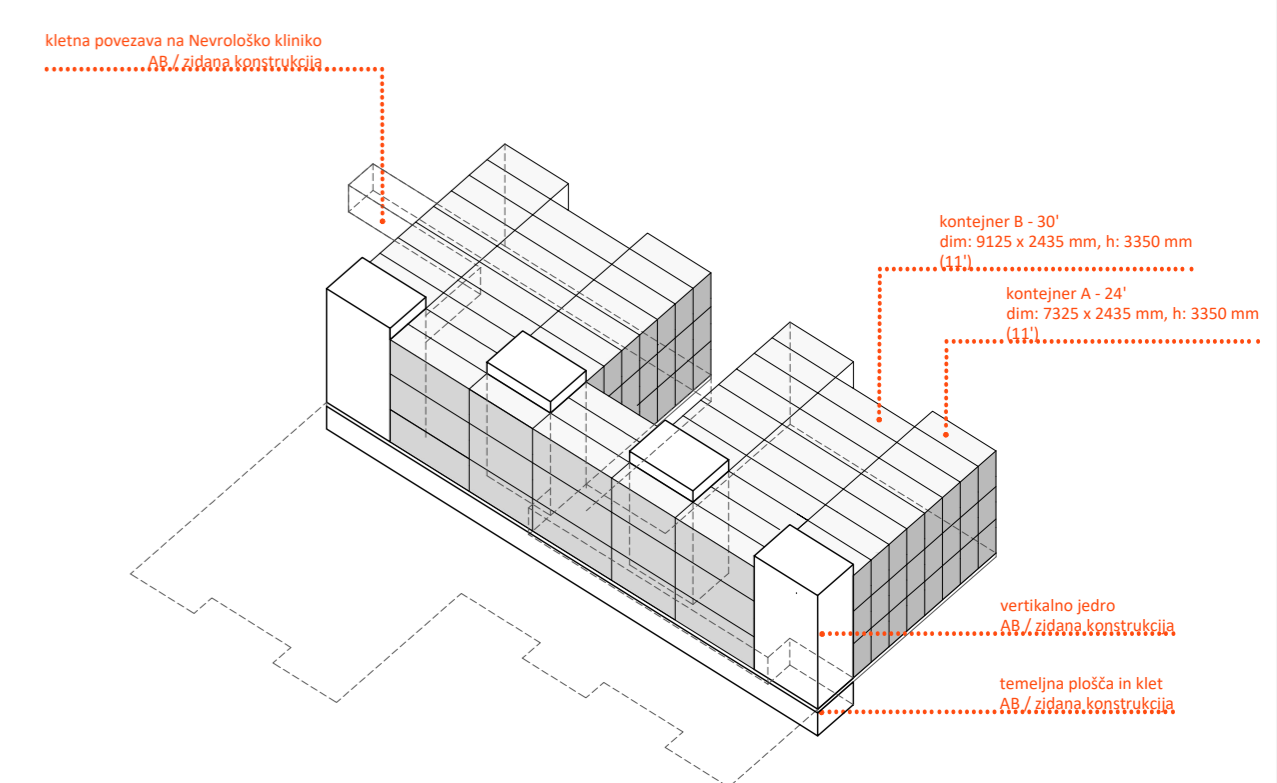 kletna povezava na Nevrološko kliniko
AB / zidana konstrukcija
kontejner B - 30'
dim: 9125 x 2435 mm, h: 3350 mm
(11')
kontejner A - 24'
dim: 7325 x 2435 mm, h: 3350 mm
(11')
vertikalno jedro
AB / zidana konstrukcija
temeljna plošča in klet
AB / zidana konstrukcija